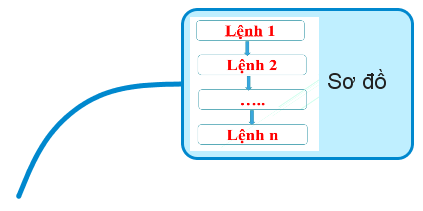 Lệnh 1
Lệnh 2
.....
Lệnh n
Sơ đồ